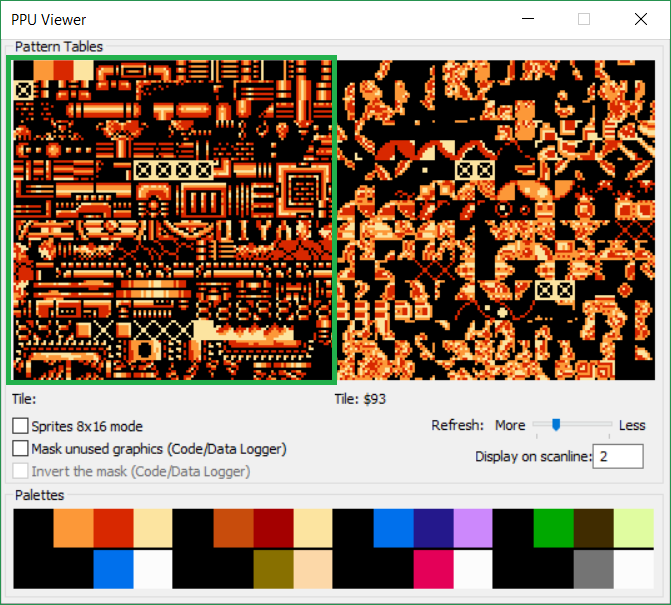 PPU Viewer
Pattern Tables
Tile:
Tile: $93
Sprites 8x16 mode
Refresh: More Less
Mask unused graphics (Code/Data Logger)
Display on scanline: 2
Invert the mask (Code/Data Logger)
Palettes